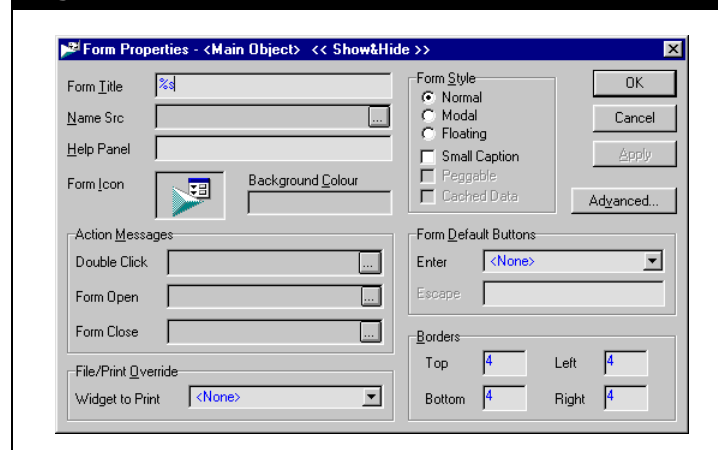 Form Properties - <Main Object> << Show&Hide >>
Form Title %s
Name Src ...
Help Panel
Form Icon
Background Colour
Form Style
Normal
Modal
Floating
Small Caption
Peggable
Cached Data
OK
Cancel
Apply
Advanced...
Action Messages
Double Click ...
Form Open ...
Form Close ...
Form Default Buttons
Enter <None>
Escape
File/Print Override
Widget to Print <None>
Borders
Top 4 Left 4
Bottom 4 Right 4